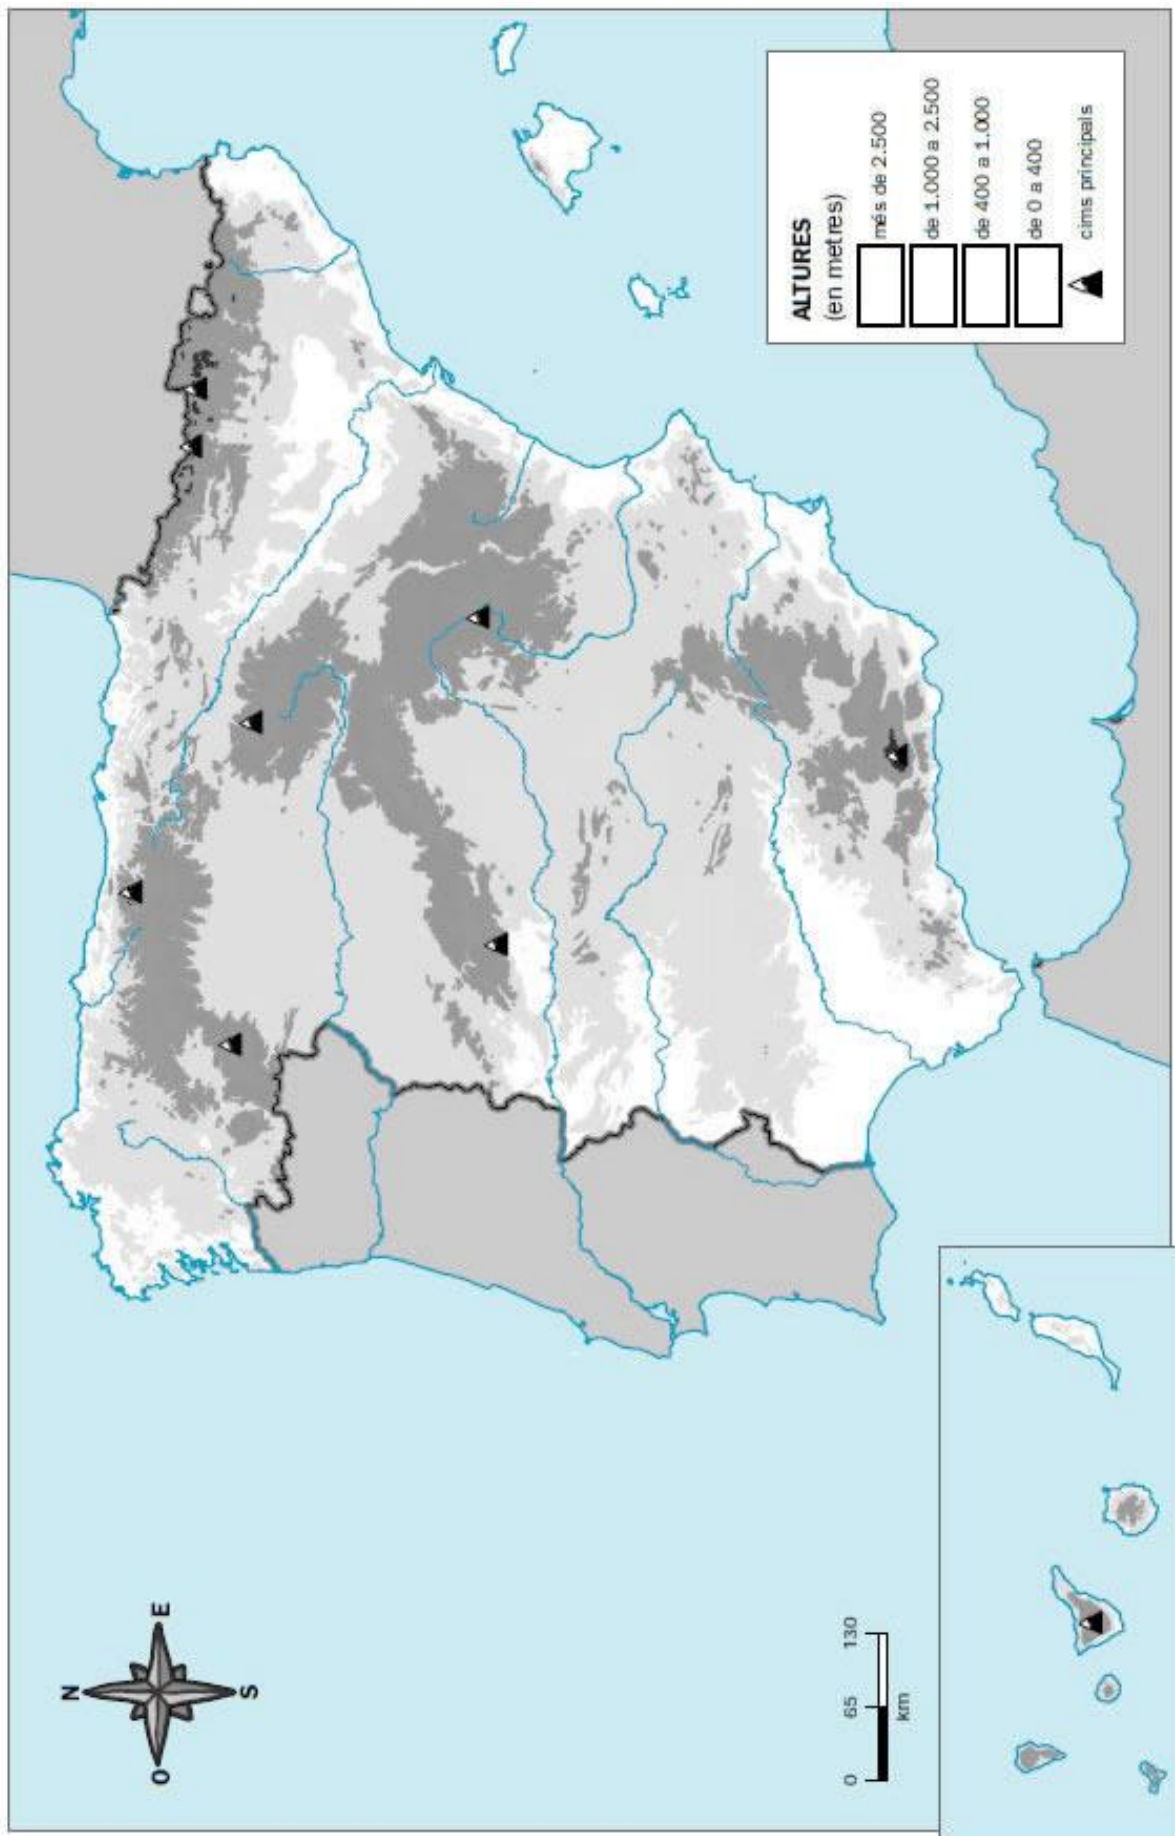 N
O
E
S
ALTURES
(en metres)
més de 2.500
de 1.000 a 2.500
de 400 a 1.000
de 0 a 400
cims principals
0 65 130
km